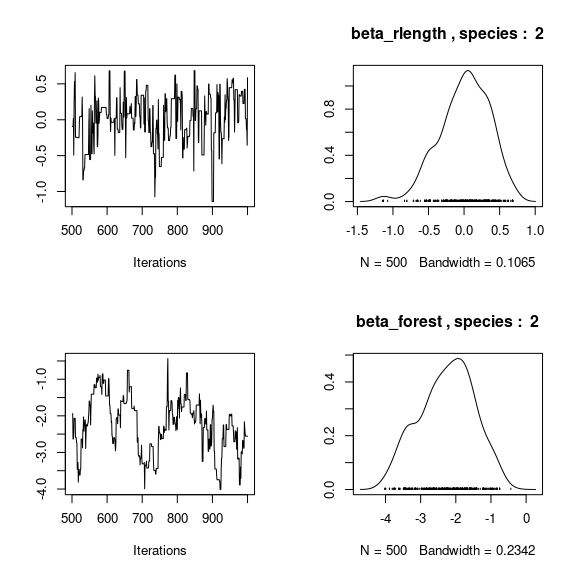 beta_rlength , species : 2
0.5
0.0
-0.5
-1.0
500 600 700 800 900
Iterations
0.8
0.4
0.0
-1.5 -1.0 -0.5 0.0 0.5 1.0
N = 500 Bandwidth = 0.1065
beta_forest , species : 2
-1.0
-2.0
-3.0
-4.0
500 600 700 800 900
Iterations
0.4
0.2
0.0
-4 -3 -2 -1 0
N = 500 Bandwidth = 0.2342